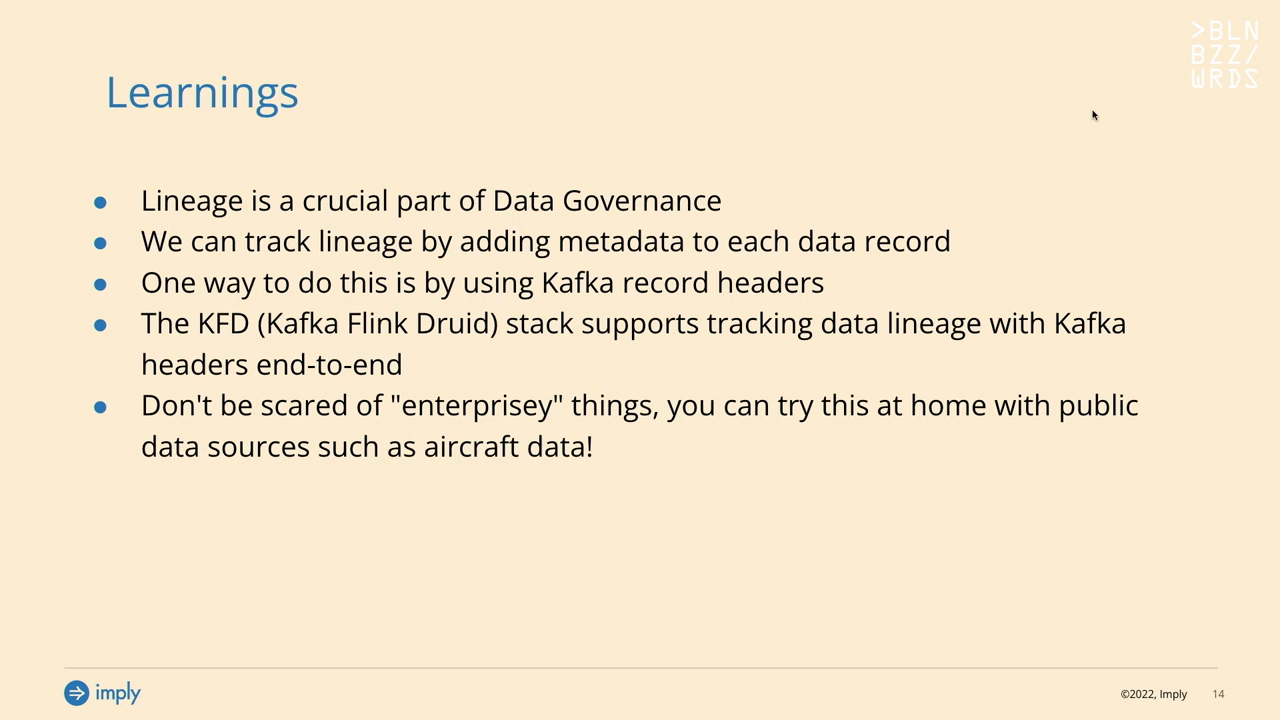 >BLN
BZZ/
WRDS
Learnings
● Lineage is a crucial part of Data Governance
● We can track lineage by adding metadata to each data record
● One way to do this is by using Kafka record headers
● The KFD (Kafka Flink Druid) stack supports tracking data lineage with Kafka
headers end-to-end
● Don't be scared of "enterprisey" things, you can try this at home with public
data sources such as aircraft data!
imply
©2022, Imply 14